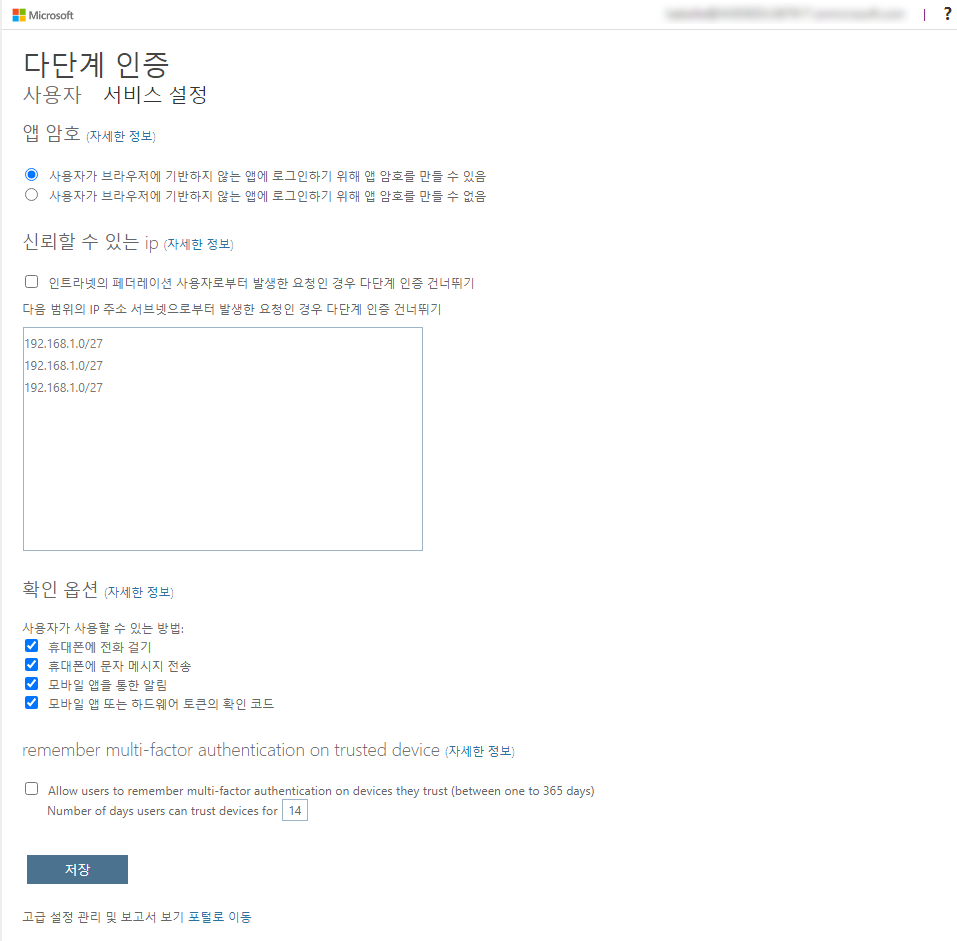 Microsoft | ?
다단계 인증
사용자 서비스 설정
앱 암호 (자세한 정보)
사용자가 브라우저에 기반하지 않는 앱에 로그인하기 위해 앱 암호를 만들 수 있음
사용자가 브라우저에 기반하지 않는 앱에 로그인하기 위해 앱 암호를 만들 수 없음
신뢰할 수 있는 ip (자세한 정보)
인트라넷의 페더레이션 사용자로부터 발생한 요청인 경우 다단계 인증 건너뛰기
다음 범위의 IP 주소 서브넷으로부터 발생한 요청인 경우 다단계 인증 건너뛰기
192.168.1.0/27
192.168.1.0/27
192.168.1.0/27
확인 옵션 (자세한 정보)
사용자가 사용할 수 있는 방법:
휴대폰에 전화 걸기
휴대폰에 문자 메시지 전송
모바일 앱을 통한 알림
모바일 앱 또는 하드웨어 토큰의 확인 코드
remember multi-factor authentication on trusted device (자세한 정보)
Allow users to remember multi-factor authentication on devices they trust (between one to 365 days)
Number of days users can trust devices for 14
저장
고급 설정 관리 및 보고서 보기 포털로 이동